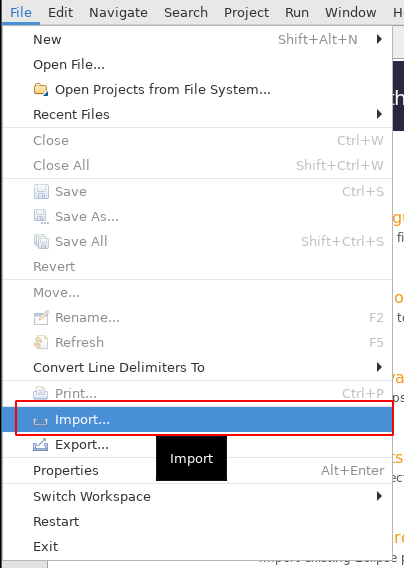 File Edit Navigate Search Project Run Window H
New Shift+Alt+N
Open File...
Open Projects from File System...
Recent Files
Close Ctrl+W
Close All Shift+Ctrl+W
Save Ctrl+S
Save As...
Save All Shift+Ctrl+S
Revert
Move...
Rename... F2
Refresh F5
Convert Line Delimiters To
Print... Ctrl+P
Import...
Export...
Import
Properties Alt+Enter
Switch Workspace
Restart
Exit